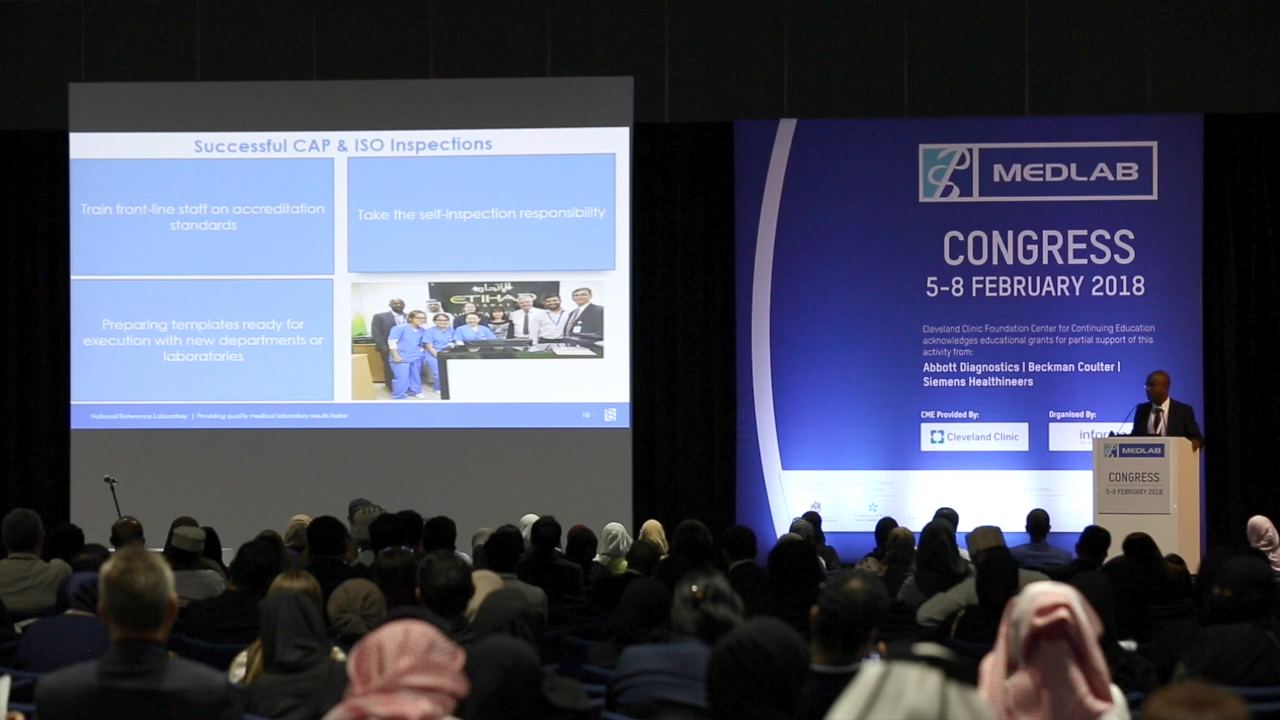 Successful CAP & ISO Inspections
Train front-line staff on accreditation
standards
Take the self-inspection responsibility
Preparing templates ready for
execution with new departments or
laboratories
ETIHAD
National Reference Laboratory | Providing quality medical laboratory results faster
18
MEDLAB
CONGRESS
5-8 FEBRUARY 2018
Cleveland Clinic Foundation Center for Continuing Education
acknowledges educational grants for partial support of this
activity from:
Abbott Diagnostics | Beckman Coulter |
Siemens Healthineers
CME Provided By:
Organised By:
Cleveland Clinic
infor
MEDLAB
CONGRESS
5-8 FEBRUARY 2018